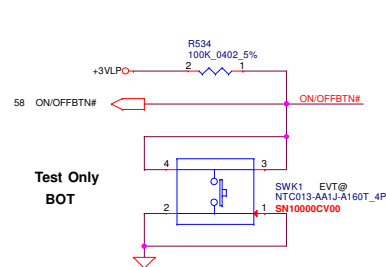 R534
100K_0402_5%
+3VLP
2
1
58
ON/OFFBTN#
ON/OFFBTN#
4
3
Test Only
BOT
SWK1
EVT@
NTC013-AA1J-A160T_4P
2
1
SN10000CV00